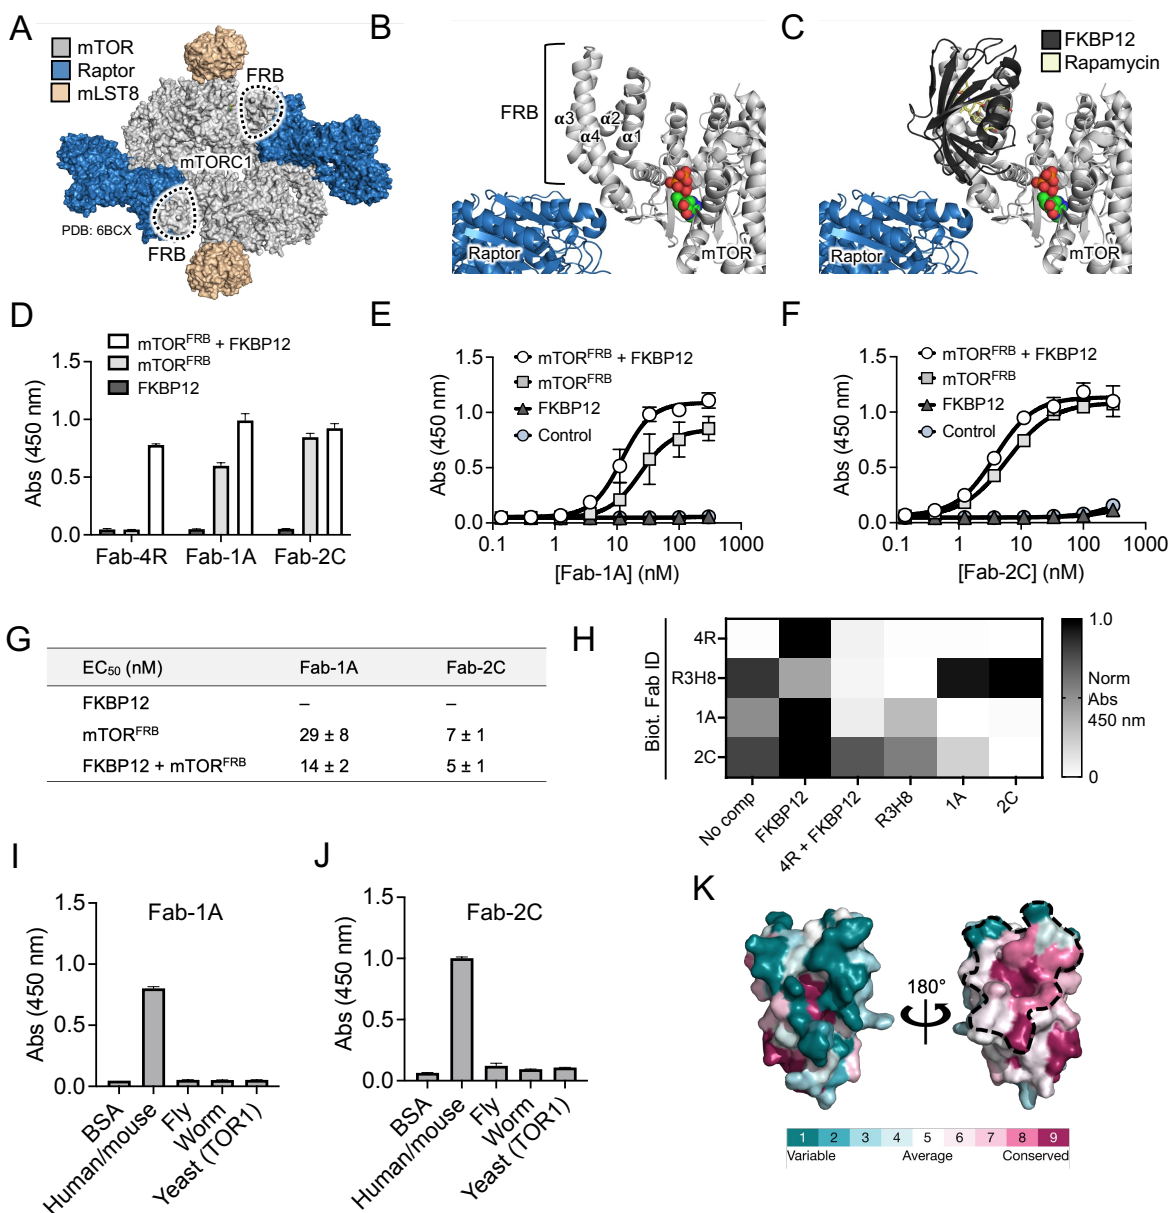 A
mTOR
Raptor
mLST8
FRB
mTORC1
PDB: 6BCX
FRB
B
FRB
α3
α4
α2
α1
Raptor
mTOR
C
FKBP12
Rapamycin
Raptor
mTOR
D
mTORFRB + FKBP12
mTORFRB
FKBP12
Abs (450 nm)
1.5
1.0
0.5
0.0
Fab-4R
Fab-1A
Fab-2C
E
mTORFRB + FKBP12
mTORFRB
FKBP12
Control
Abs (450 nm)
1.5
1.0
0.5
0.0
0.1 1 10 100 1000
[Fab-1A] (nM)
F
mTORFRB + FKBP12
mTORFRB
FKBP12
Control
Abs (450 nm)
1.5
1.0
0.5
0.0
0.1 1 10 100 1000
[Fab-2C] (nM)
G
EC50 (nM) Fab-1A Fab-2C
FKBP12 – –
mTORFRB 29 ± 8 7 ± 1
FKBP12 + mTORFRB 14 ± 2 5 ± 1
H
Biot. Fab ID
4R
R3H8
1A
2C
No comp
FKBP12
4R + FKBP12
R3H8
1A
2C
1.0
Norm
Abs
450 nm
0
I
Fab-1A
Abs (450 nm)
1.5
1.0
0.5
0.0
BSA
Human/mouse
Fly
Worm
Yeast (TOR1)
J
Fab-2C
Abs (450 nm)
1.5
1.0
0.5
0.0
BSA
Human/mouse
Fly
Worm
Yeast (TOR1)
K
180°
1 2 3 4 5 6 7 8 9
Variable Average Conserved